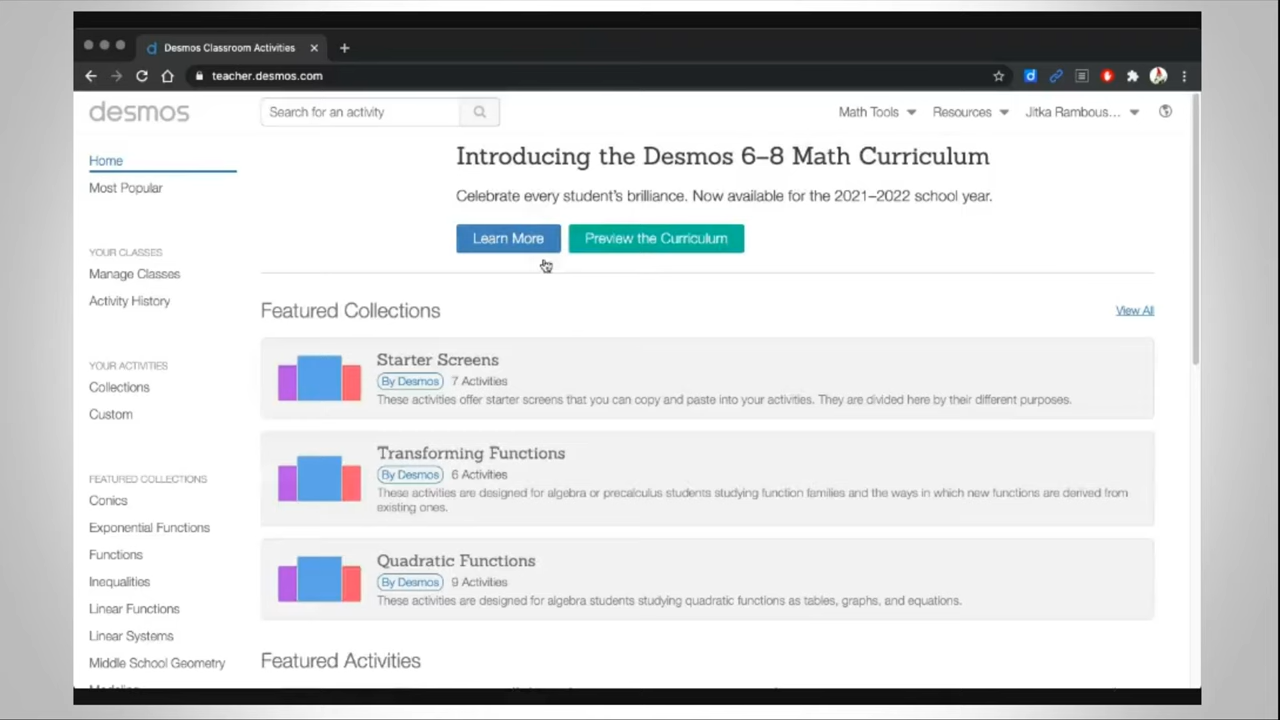 Desmos Classroom Activities
teacher.desmos.com
desmos
Search for an activity
Math Tools
Resources
Jitka Rambous...
Home
Most Popular
YOUR CLASSES
Manage Classes
Activity History
YOUR ACTIVITIES
Collections
Custom
FEATURED COLLECTIONS
Conics
Exponential Functions
Functions
Inequalities
Linear Functions
Linear Systems
Middle School Geometry
Introducing the Desmos 6–8 Math Curriculum
Celebrate every student's brilliance. Now available for the 2021–2022 school year.
Learn More
Preview the Curriculum
Featured Collections
View All
Starter Screens
By Desmos 7 Activities
These activities offer starter screens that you can copy and paste into your activities. They are divided here by their different purposes.
Transforming Functions
By Desmos 6 Activities
These activities are designed for algebra or precalculus students studying function families and the ways in which new functions are derived from
existing ones.
Quadratic Functions
By Desmos 9 Activities
These activities are designed for algebra students studying quadratic functions as tables, graphs, and equations.
Featured Activities